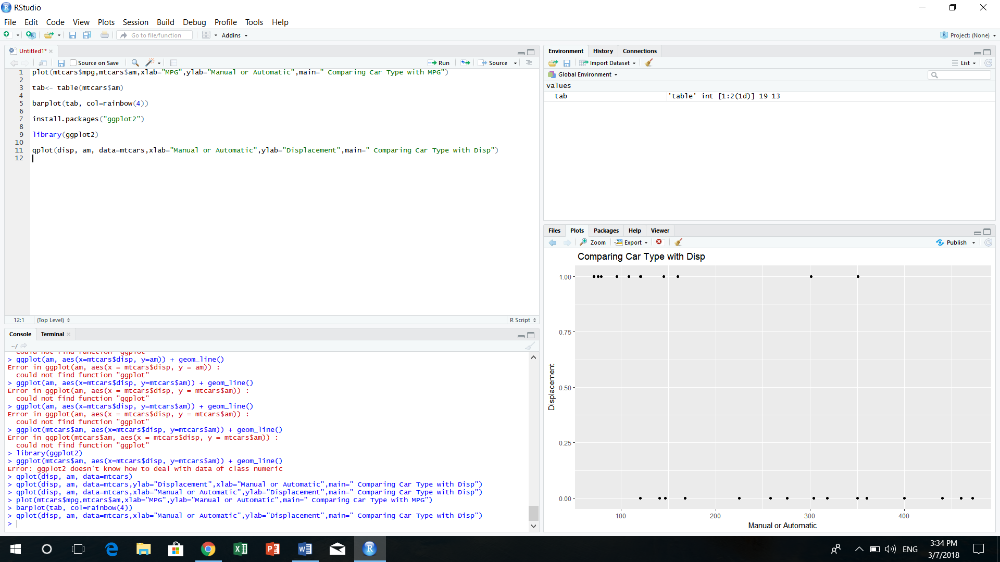 RStudio
File Edit Code View Plots Session Build Debug Profile Tools Help
Go to file/function Addins Project: (None)
Untitled1*
Source on Save Run Source
1 plot(mtcars$mpg,mtcars$am,xlab="MPG",ylab="Manual or Automatic",main=" Comparing Car Type with MPG")
2
3 tab<- table(mtcars$am)
4
5 barplot(tab, col=rainbow(4))
6
7 install.packages("ggplot2")
8
9 library(ggplot2)
10
11 qplot(disp, am, data=mtcars,xlab="Manual or Automatic",ylab="Displacement",main=" Comparing Car Type with Disp")
12
12:1 (Top Level) R Script
Console Terminal
~/
could not find function "ggplot"
> ggplot(am, aes(x=mtcars$disp, y=am)) + geom_line()
Error in ggplot(am, aes(x = mtcars$disp, y = am)) :
could not find function "ggplot"
> ggplot(am, aes(x=mtcars$disp, y=mtcars$am)) + geom_line()
Error in ggplot(am, aes(x = mtcars$disp, y = mtcars$am)) :
could not find function "ggplot"
> ggplot(am, aes(x=mtcars$disp, y=mtcars$am)) + geom_line()
Error in ggplot(am, aes(x = mtcars$disp, y = mtcars$am)) :
could not find function "ggplot"
> ggplot(mtcars$am, aes(x=mtcars$disp, y=mtcars$am)) + geom_line()
Error in ggplot(mtcars$am, aes(x = mtcars$disp, y = mtcars$am)) :
could not find function "ggplot"
> library(ggplot2)
> ggplot(mtcars$am, aes(x=mtcars$disp, y=mtcars$am)) + geom_line()
Error: ggplot2 doesn't know how to deal with data of class numeric
> qplot(disp, am, data=mtcars)
> qplot(disp, am, data=mtcars,ylab="Displacement",xlab="Manual or Automatic",main=" Comparing Car Type with Disp")
> qplot(disp, am, data=mtcars,xlab="Manual or Automatic",ylab="Displacement",main=" Comparing Car Type with Disp")
> plot(mtcars$mpg,mtcars$am,xlab="MPG",ylab="Manual or Automatic",main=" Comparing Car Type with MPG")
> barplot(tab, col=rainbow(4))
> qplot(disp, am, data=mtcars,xlab="Manual or Automatic",ylab="Displacement",main=" Comparing Car Type with Disp")
>
Environment History Connections
Import Dataset List
Global Environment
Values
tab 'table' int [1:2(1d)] 19 13
Files Plots Packages Help Viewer
Zoom Export Publish
Comparing Car Type with Disp
1.00
0.75
0.50
0.25
0.00
Displacement
100 200 300 400
Manual or Automatic
ENG
3:34 PM
3/7/2018